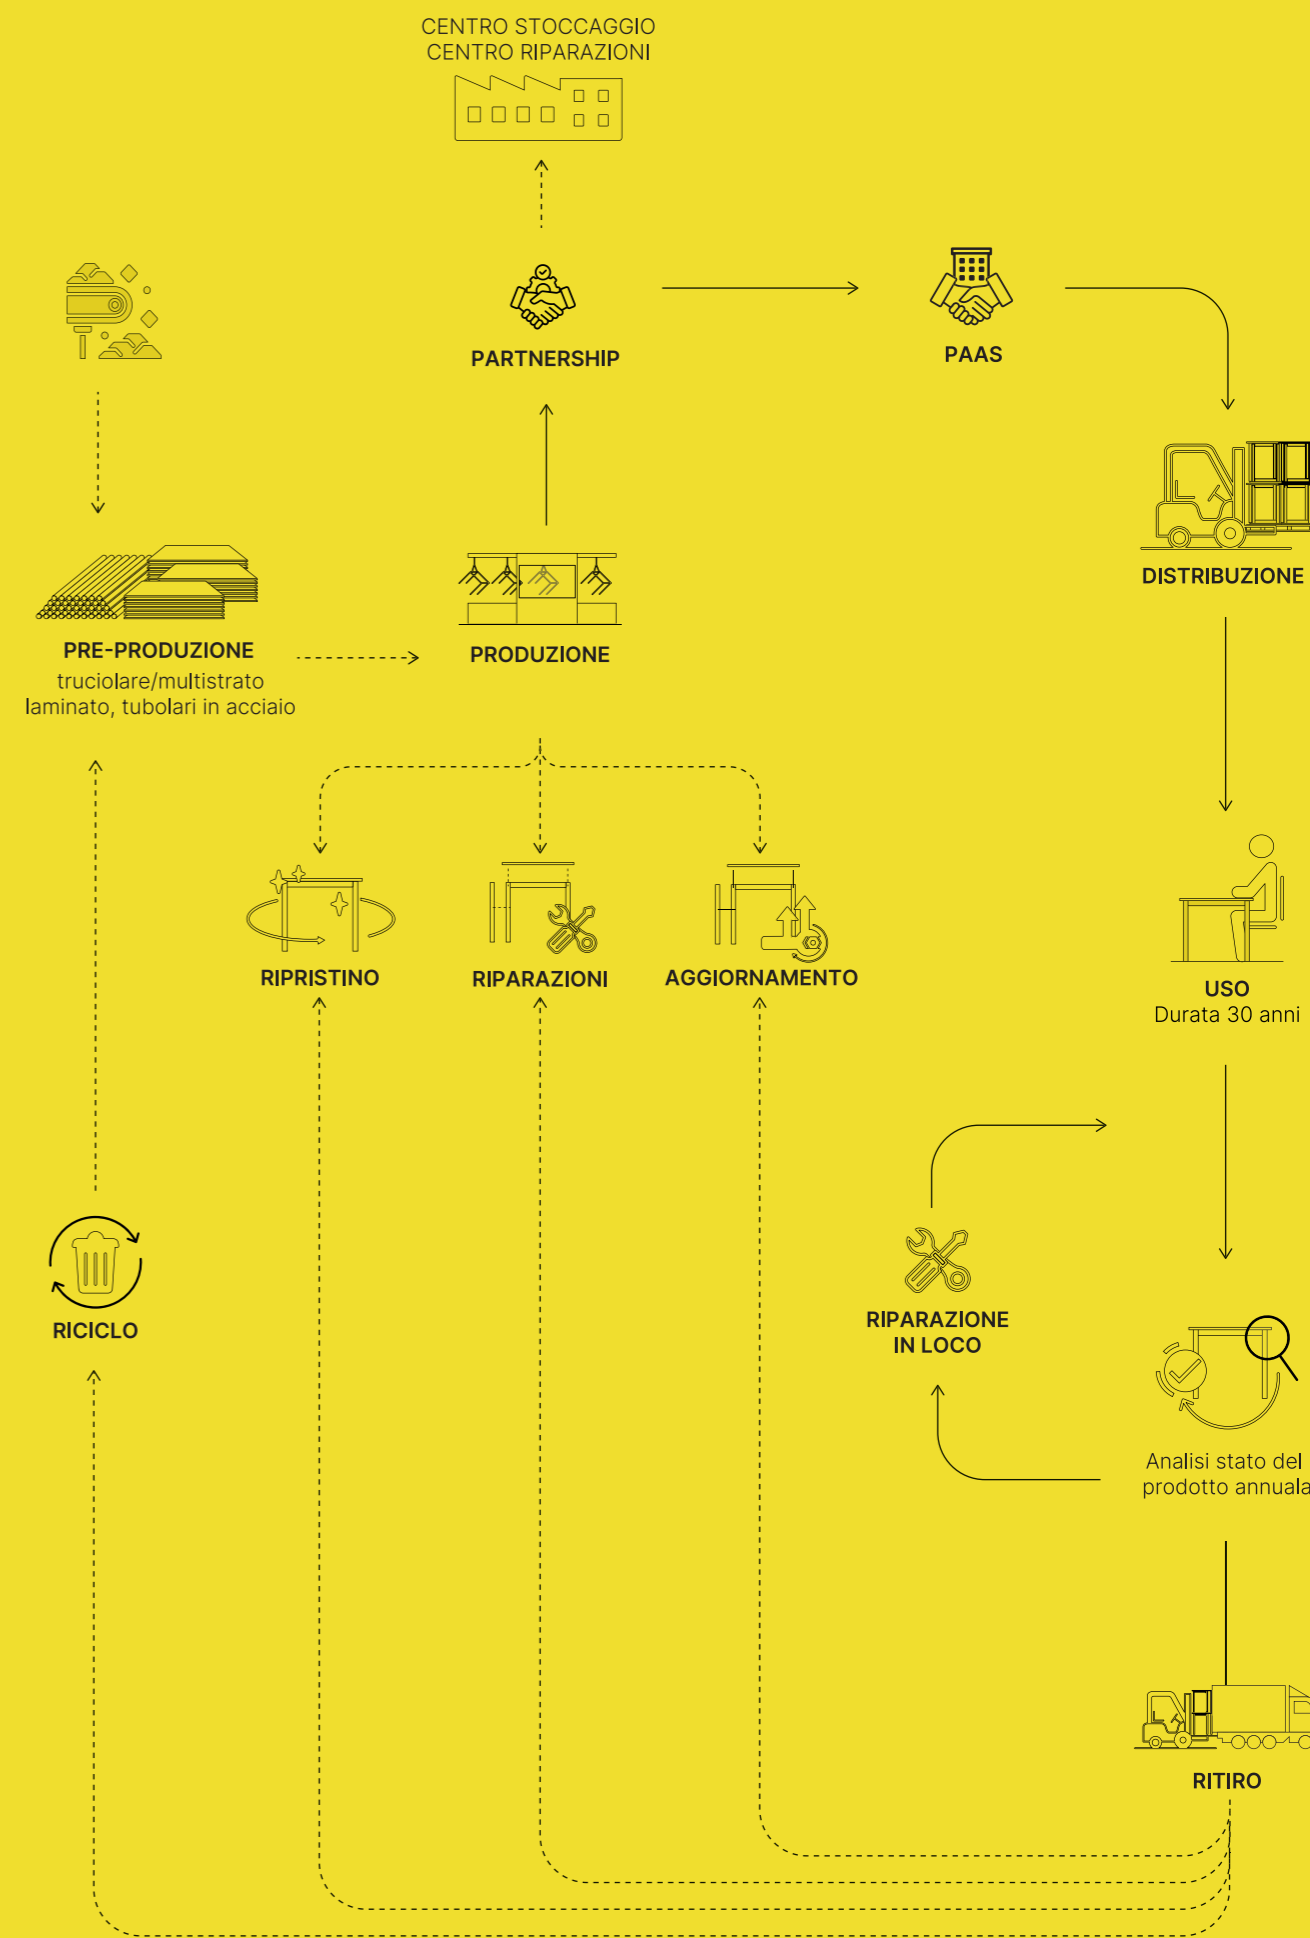 CENTRO STOCCAGGIO
CENTRO RIPARAZIONI
PARTNERSHIP
PAAS
DISTRIBUZIONE
PRE-PRODUZIONE
truciolare/multistrato
laminato, tubolari in acciaio
PRODUZIONE
RIPRISTINO
RIPARAZIONI
AGGIORNAMENTO
USO
Durata 30 anni
RICICLO
RIPARAZIONE
IN LOCO
Analisi stato del
prodotto annuala
RITIRO